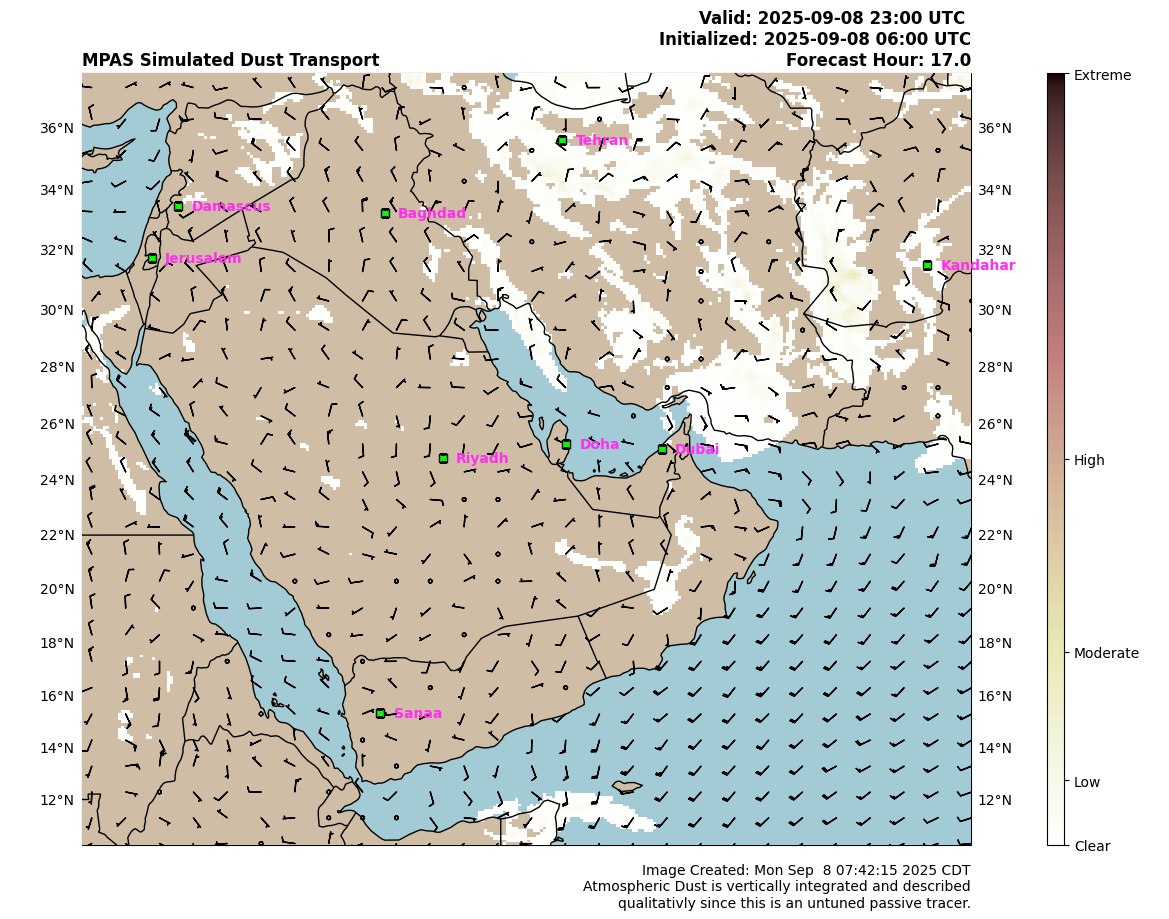 Valid: 2025-09-08 23:00 UTC
Initialized: 2025-09-08 06:00 UTC
MPAS Simulated Dust Transport
Forecast Hour: 17.0
Extreme
36°N
36°N
Tehran
34°N
34°N
Damascus
Baghdad
32°N
32°N
Jerusalem
Kandahar
30°N
30°N
28°N
28°N
26°N
26°N
Doha
Dubai
Riyadh
High
24°N
24°N
22°N
22°N
20°N
20°N
18°N
18°N
Moderate
16°N
16°N
Sanaa
14°N
14°N
Low
12°N
12°N
Clear
Image Created: Mon Sep  8 07:42:15 2025 CDT
Atmospheric Dust is vertically integrated and described
qualitativly since this is an untuned passive tracer.